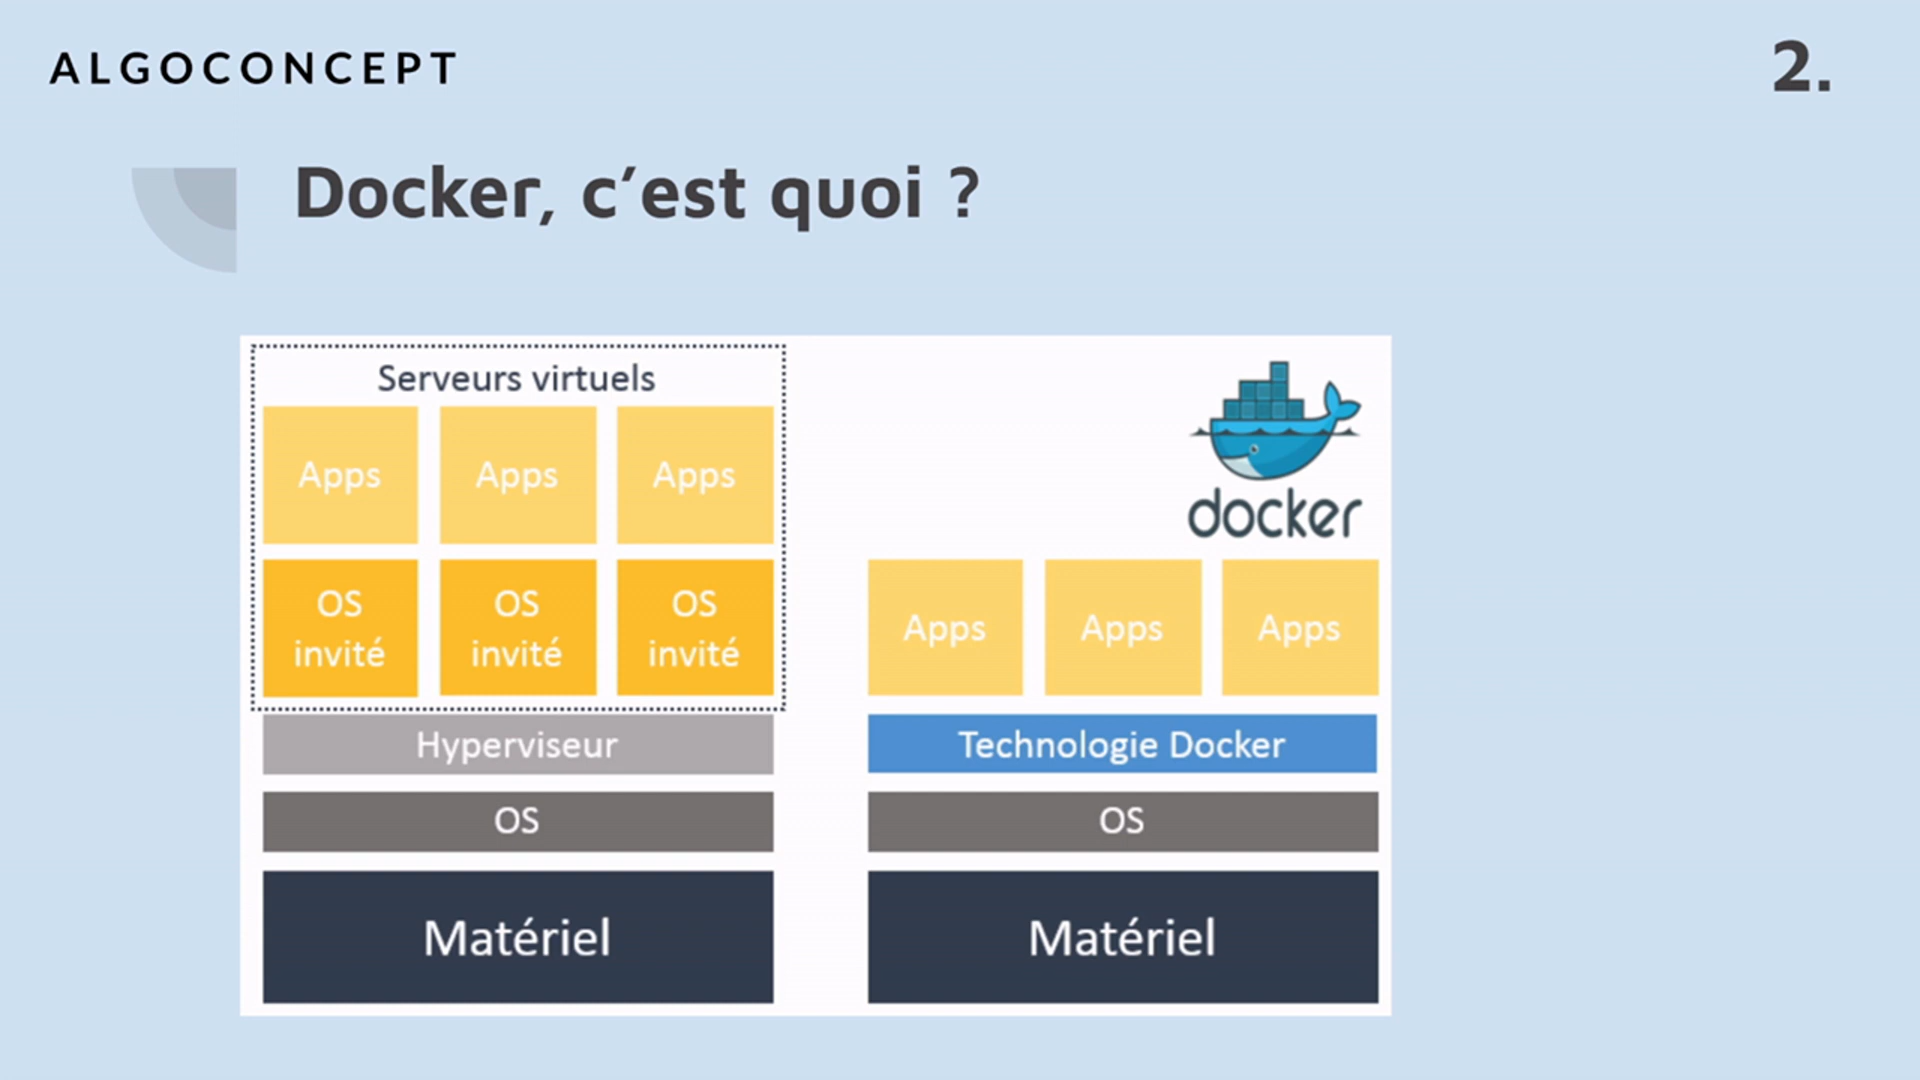 ALGOCONCEPT
2.
Docker, c’est quoi ?
Serveurs virtuels
Apps Apps Apps
OS invité
OS invité
OS invité
Hyperviseur
OS
Matériel
docker
Apps Apps Apps
Technologie Docker
OS
Matériel